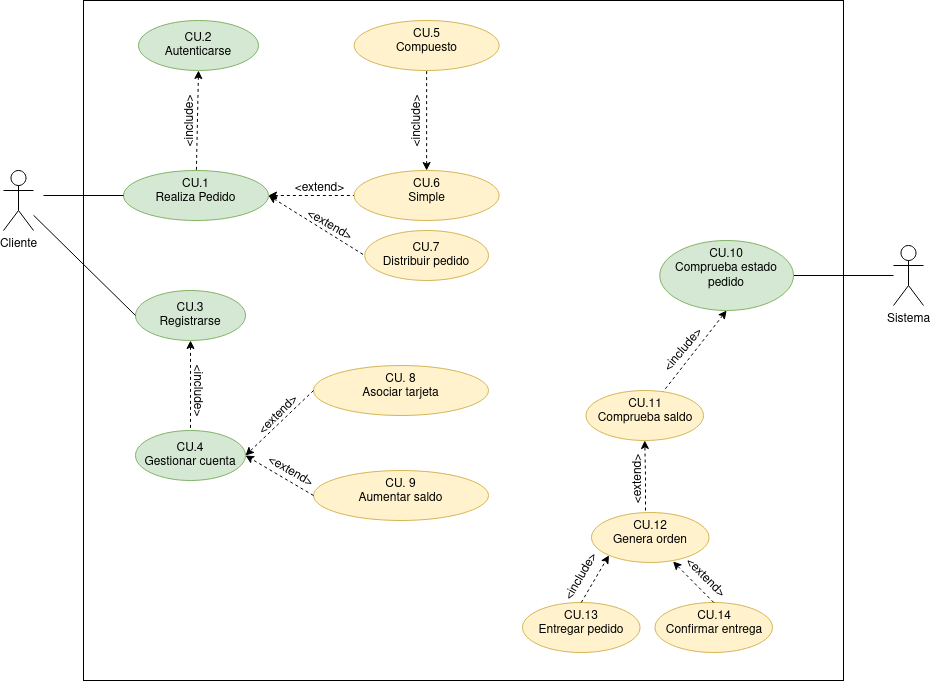 CU.2
Autenticarse
CU.5
Compuesto
<include>
<include>
CU.1
Realiza Pedido
<extend>
CU.6
Simple
<extend>
CU.7
Distribuir pedido
Cliente
CU.10
Comprueba estado
pedido
Sistema
CU.3
Registrarse
<include>
<include>
CU. 8
Asociar tarjeta
<extend>
CU.11
Comprueba saldo
CU.4
Gestionar cuenta
<extend>
CU. 9
Aumentar saldo
<extend>
CU.12
Genera orden
<include>
<extend>
CU.13
Entregar pedido
CU.14
Confirmar entrega